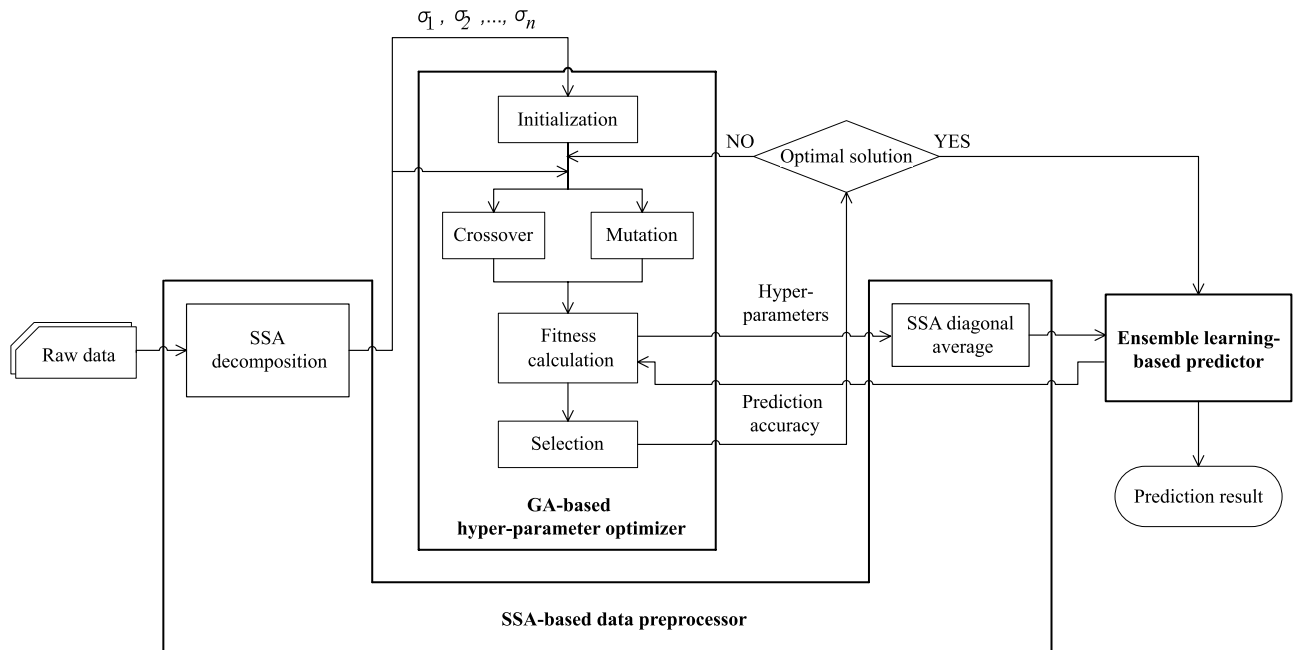 σ1 , σ2 ,..., σn
Initialization
NO
Optimal solution
YES
Crossover
Mutation
Hyper-
parameters
Raw data
SSA
decomposition
Fitness
calculation
SSA diagonal
average
Ensemble learning-
based predictor
Prediction
accuracy
Selection
Prediction result
GA-based
hyper-parameter optimizer
SSA-based data preprocessor